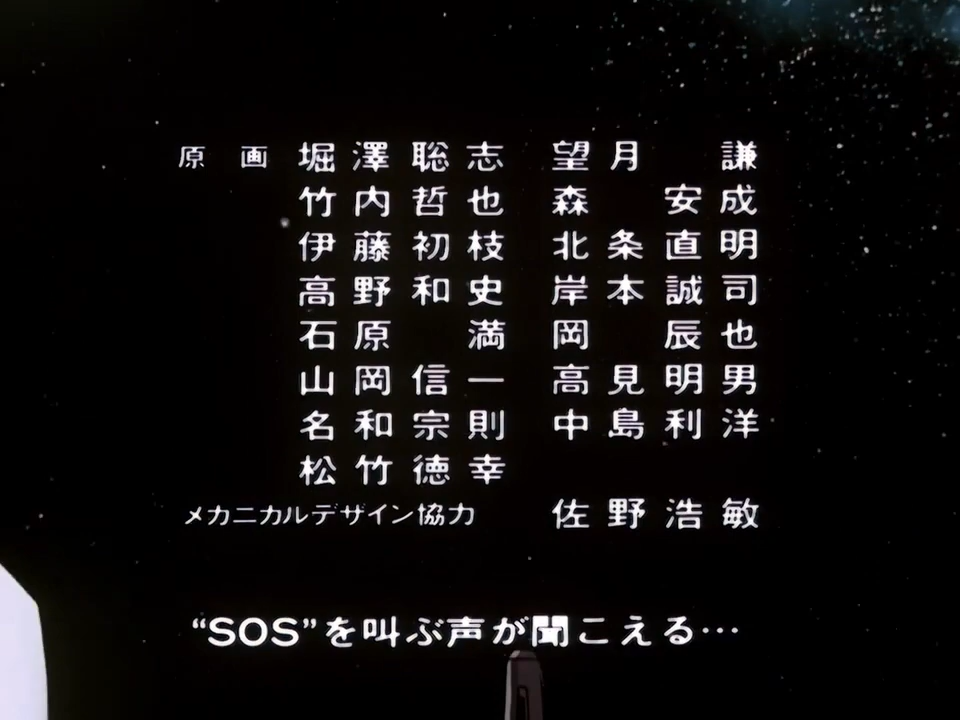 原画 堀澤聡志 望月 謙
竹内哲也 森 安成
伊藤初枝 北条直明
高野和史 岸本誠司
石原 満 岡 辰也
山岡信一 高見明男
名和宗則 中島利洋
松竹徳幸
メカニカルデザイン協力 佐野浩敏
“SOS”を叫ぶ声が聞こえる…